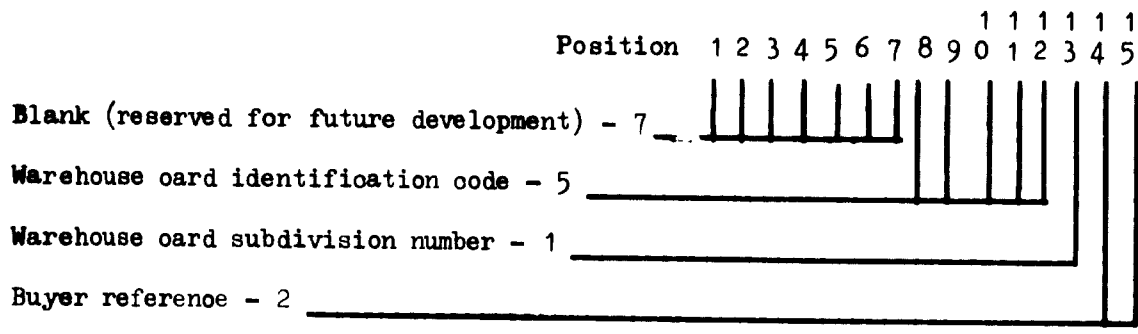 1 1 1 1 1 1
Position 1 2 3 4 5 6 7 8 9 0 1 2 3 4 5
Blank (reserved for future development) - 7
Warehouse oard identifioation oode - 5
Warehouse oard subdivision number - 1
Buyer referenoe - 2